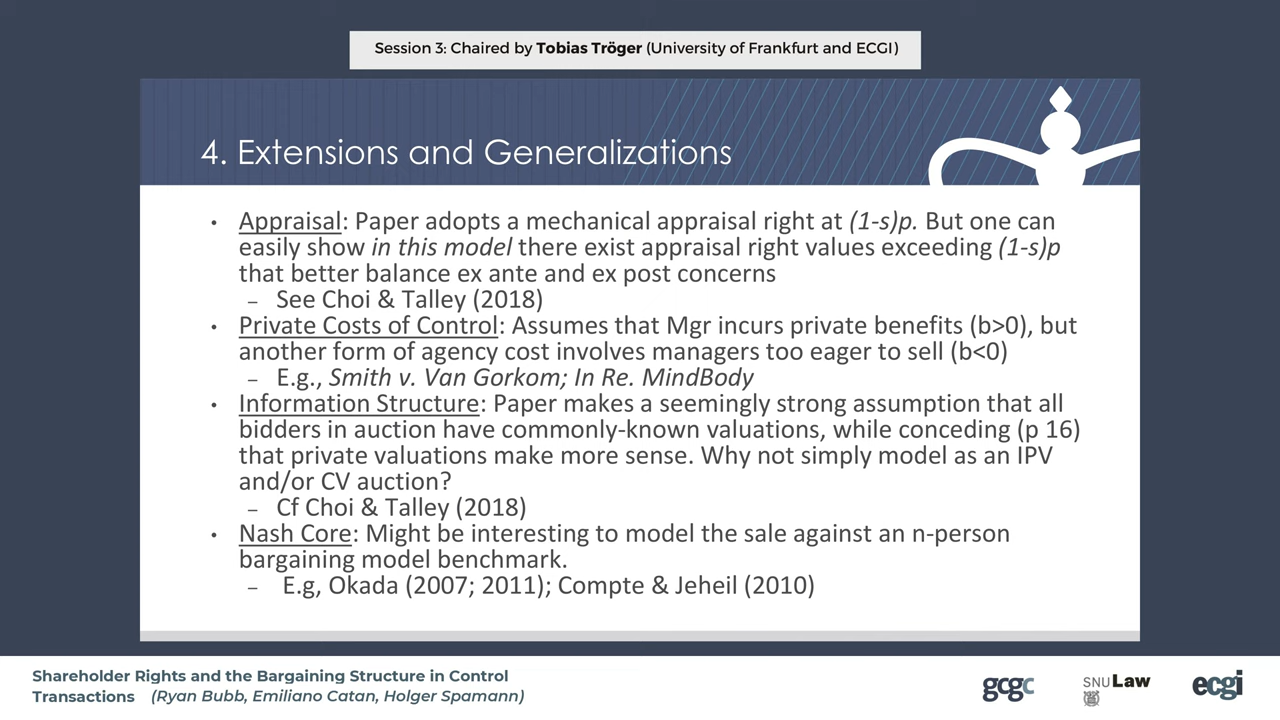 Session 3: Chaired by Tobias Tröger (University of Frankfurt and ECGI)
4. Extensions and Generalizations
• Appraisal: Paper adopts a mechanical appraisal right at (1-s)p. But one can
easily show in this model there exist appraisal right values exceeding (1-s)p
that better balance ex ante and ex post concerns
– See Choi & Talley (2018)
• Private Costs of Control: Assumes that Mgr incurs private benefits (b>0), but
another form of agency cost involves managers too eager to sell (b<0)
– E.g., Smith v. Van Gorkom; In Re. MindBody
• Information Structure: Paper makes a seemingly strong assumption that all
bidders in auction have commonly-known valuations, while conceding (p 16)
that private valuations make more sense. Why not simply model as an IPV
and/or CV auction?
– Cf Choi & Talley (2018)
• Nash Core: Might be interesting to model the sale against an n-person
bargaining model benchmark.
– E.g, Okada (2007; 2011); Compte & Jeheil (2010)
Shareholder Rights and the Bargaining Structure in Control
Transactions (Ryan Bubb, Emiliano Catan, Holger Spamann)
gcgc
SNU Law
ecgi